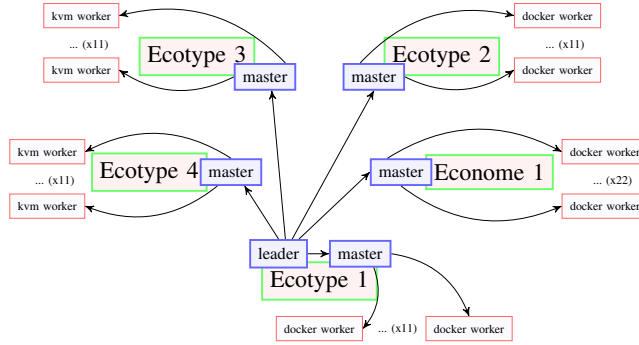 kvm worker
... (x11)
kvm worker
Ecotype 3
master
docker worker
... (x11)
docker worker
Ecotype 2
master
kvm worker
... (x11)
kvm worker
Ecotype 4
master
docker worker
... (x22)
docker worker
master
Econome 1
leader
master
Ecotype 1
docker worker
... (x11)
docker worker